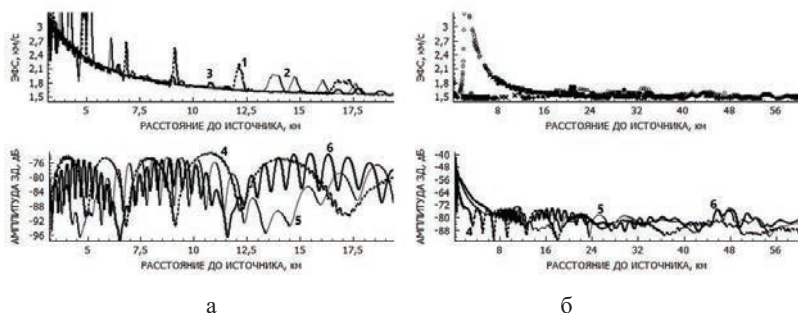 ЭФС, км/с
3
2,7
2,4
2,1
1,8
1,5
1
2
3
5 7,5 10 12,5 15 17,5
РАССТОЯНИЕ ДО ИСТОЧНИКА, км
АМПЛИТУДА ЗД, дБ
-76
-80
-84
-88
-92
-96
4
5
6
5 7,5 10 12,5 15 17,5
РАССТОЯНИЕ ДО ИСТОЧНИКА, км
а
ЭФС, км/с
3
2,7
2,4
2,1
1,8
1,5
8 16 24 32 40 48 56
РАССТОЯНИЕ ДО ИСТОЧНИКА, км
АМПЛИТУДА ЗД, дБ
-40
-48
-56
-64
-72
-80
-88
4
5
6
8 16 24 32 40 48 56
РАССТОЯНИЕ ДО ИСТОЧНИКА, км
б